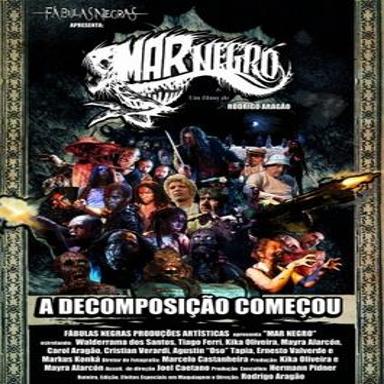 FÁBULAS NEGRAS
APRESENTA:
MAR NEGRO
Um filme de
RODRIGO ARAGÃO
A DECOMPOSIÇÃO COMEÇOU
FÁBULAS NEGRAS PRODUÇÕES ARTÍSTICAS apresenta "MAR NEGRO"
estrelando: Walderrama dos Santos, Tiago Ferri, Kika Oliveira, Mayra Alarcón,
Carol Aragão, Cristian Verardi, Agustin "Oso" Tapia, Ernesto Valverde e
Markus Konká Diretor de Fotografia: Marcelo Castanheira Produção Kika Oliveira e
Mayra Alarcón Assist. de direção Joel Caetano Produção Executiva: Hermann Pidner
Roteiro, Edição, Efeitos Especiais em Maquiagem e Direção: Rodrigo Aragão